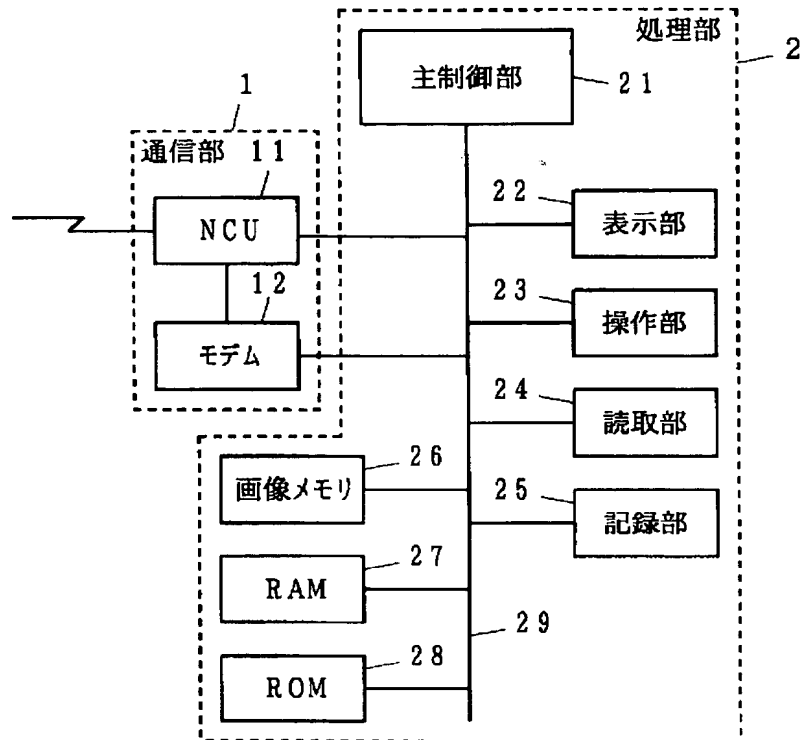 処理部
2
主制御部
21
1
通信部
11
NCU
12
モデム
22
表示部
23
操作部
24
読取部
25
記録部
26
画像メモリ
27
RAM
28
ROM
29